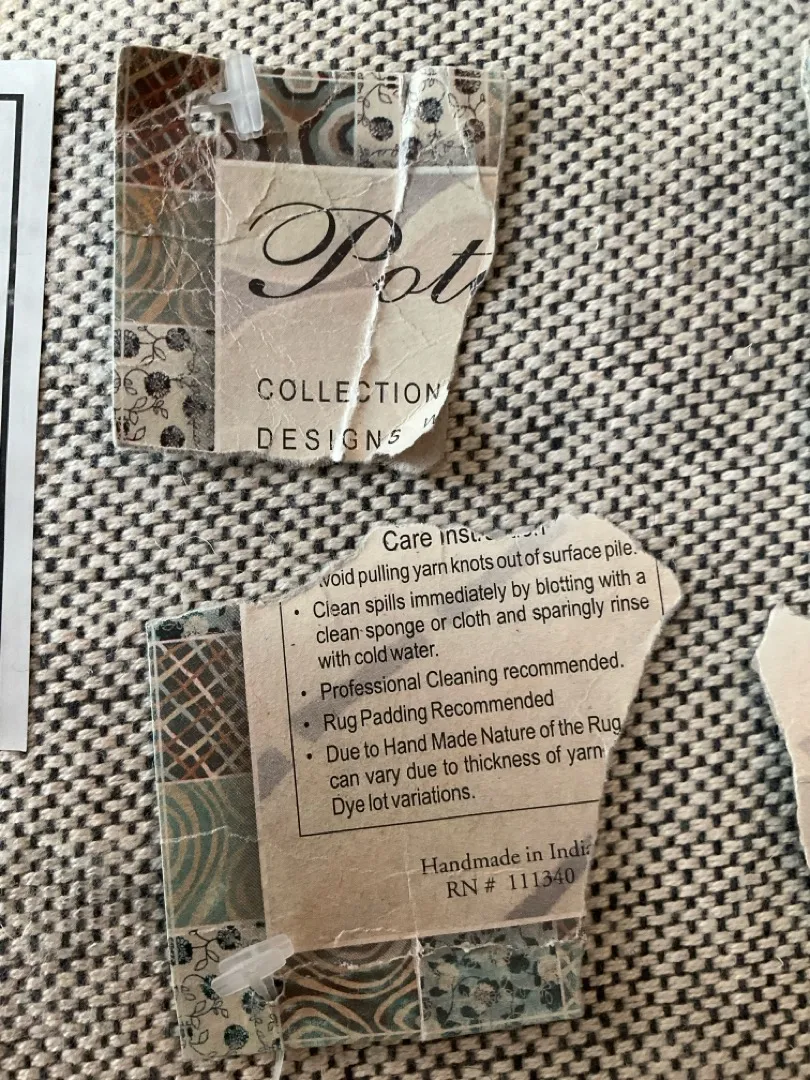 Pot
COLLECTION
DESIGNS
Care Inst
void pulling yarn knots out of surface pile.
• Clean spills immediately by blotting with a
clean sponge or cloth and sparingly rinse
with cold water.
• Professional Cleaning recommended.
• Rug Padding Recommended
• Due to Hand Made Nature of the Rug
can vary due to thickness of yarn
Dye lot variations.
Handmade in India
RN # 111340